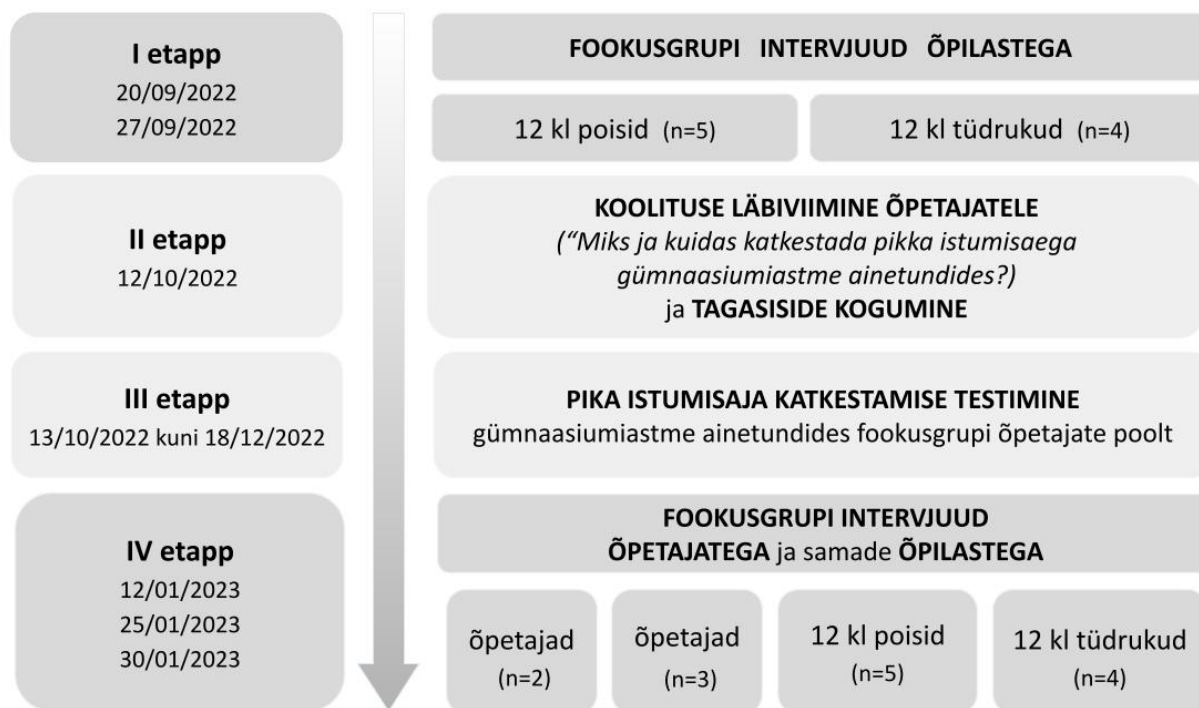 I etapp
20/09/2022
27/09/2022
FOOKUSGRUPI INTERVJUUD ÕPILASTEGA
12 kl poisid (n=5)
12 kl tüdrukud (n=4)
II etapp
12/10/2022
KOOLITUSE LÄBIVIIMINE ÕPETAJATELE
(“Miks ja kuidas katkestada pikka istumisaega
gümnaasiumiastme ainetundides?)
ja TAGASISIDE KOGUMINE
III etapp
13/10/2022 kuni 18/12/2022
PIKA ISTUMISAJA KATKESTAMISE TESTIMINE
gümnaasiumiastme ainetundides fookusgrupi õpetajate poolt
IV etapp
12/01/2023
25/01/2023
30/01/2023
FOOKUSGRUPI INTERVJUUD
ÕPETAJATEGA ja samade ÕPILASTEGA
õpetajad
(n=2)
õpetajad
(n=3)
12 kl poisid
(n=5)
12 kl tüdrukud
(n=4)